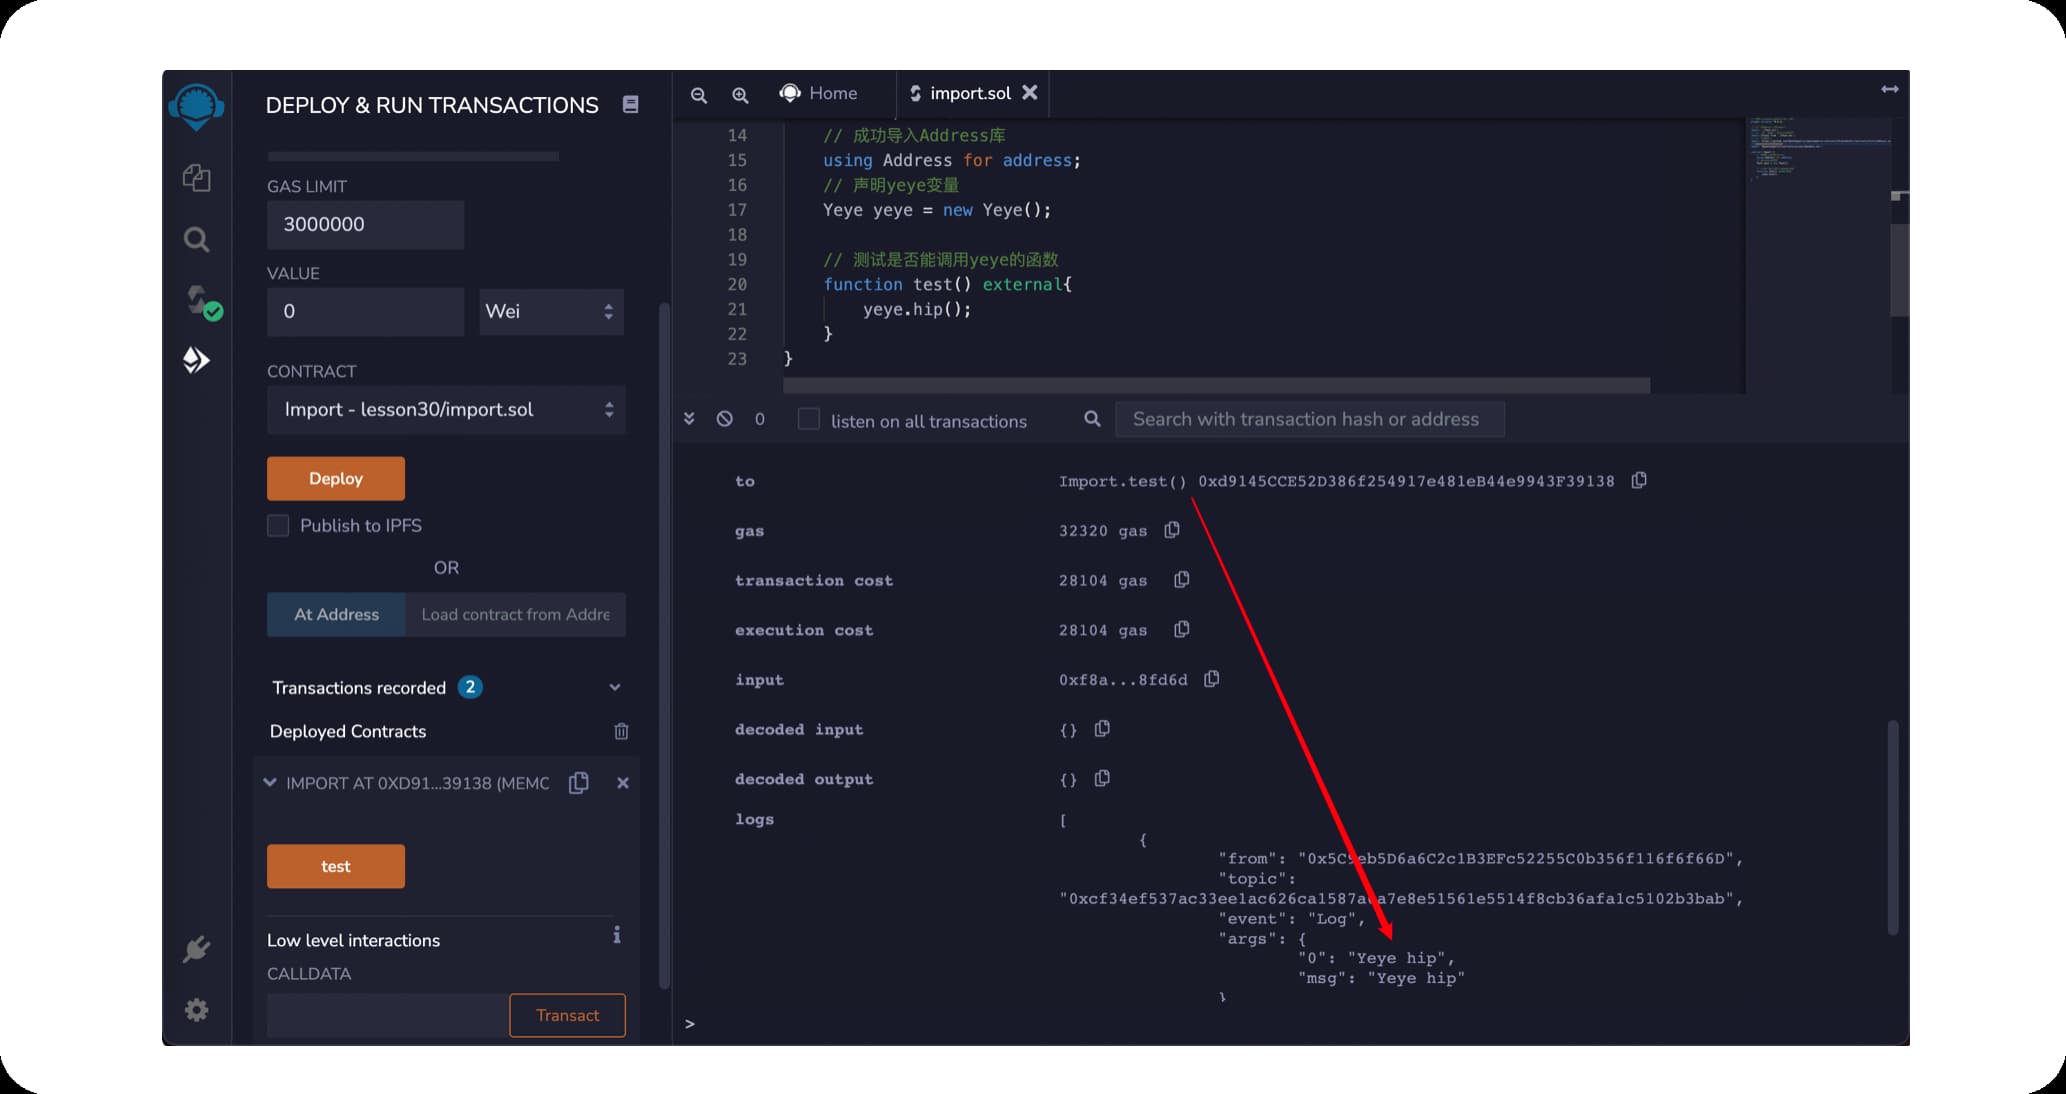 DEPLOY & RUN TRANSACTIONS
GAS LIMIT
3000000
VALUE
0
Wei
CONTRACT
Import - lesson30/import.sol
Deploy
Publish to IPFS
OR
At Address
Load contract from Addre
Transactions recorded 2
Deployed Contracts
IMPORT AT 0XD91...39138 (MEMC
test
Low level interactions
i
CALLDATA
Transact
Home
import.sol
14 // 成功导入Address库
15 using Address for address;
16 // 声明yeye变量
17 Yeye yeye = new Yeye();
18
19 // 测试是否能调用yeye的函数
20 function test() external{
21 yeye.hip();
22 }
23 }
0
listen on all transactions
Search with transaction hash or address
to Import.test() 0xd9145CCE52D386f254917e481eB44e9943F39138
gas 32320 gas
transaction cost 28104 gas
execution cost 28104 gas
input 0xf8a...8fd6d
decoded input {}
decoded output {}
logs [
{
"from": "0x5C9eb5D6a6C2c1B3EFc52255C0b356f116f6f66D",
"topic":
"event": "Log",
"args": {
"0": "Yeye hip",
"msg": "Yeye hip"
}
>